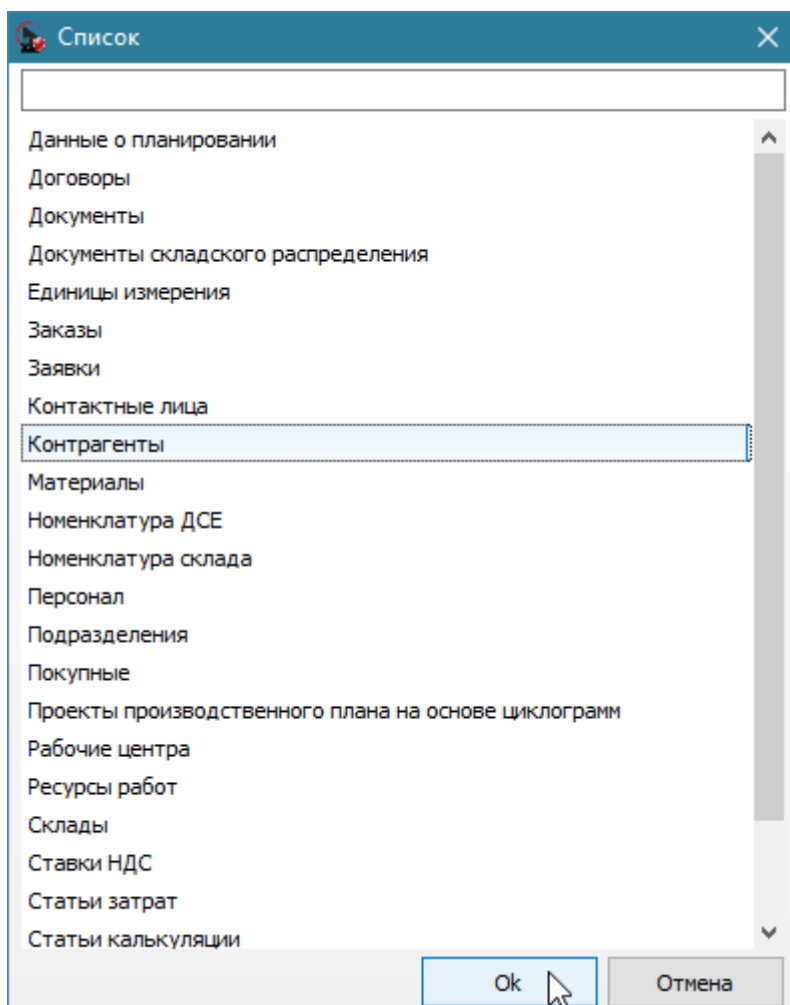 Список
Данные о планировании
Договоры
Документы
Документы складского распределения
Единицы измерения
Заказы
Заявки
Контактные лица
Контрагенты
Материалы
Номенклатура ДСЕ
Номенклатура склада
Персонал
Подразделения
Покупные
Проекты производственного плана на основе циклограмм
Рабочие центра
Ресурсы работ
Склады
Ставки НДС
Статьи затрат
Статьи калькуляции
Ok Отмена